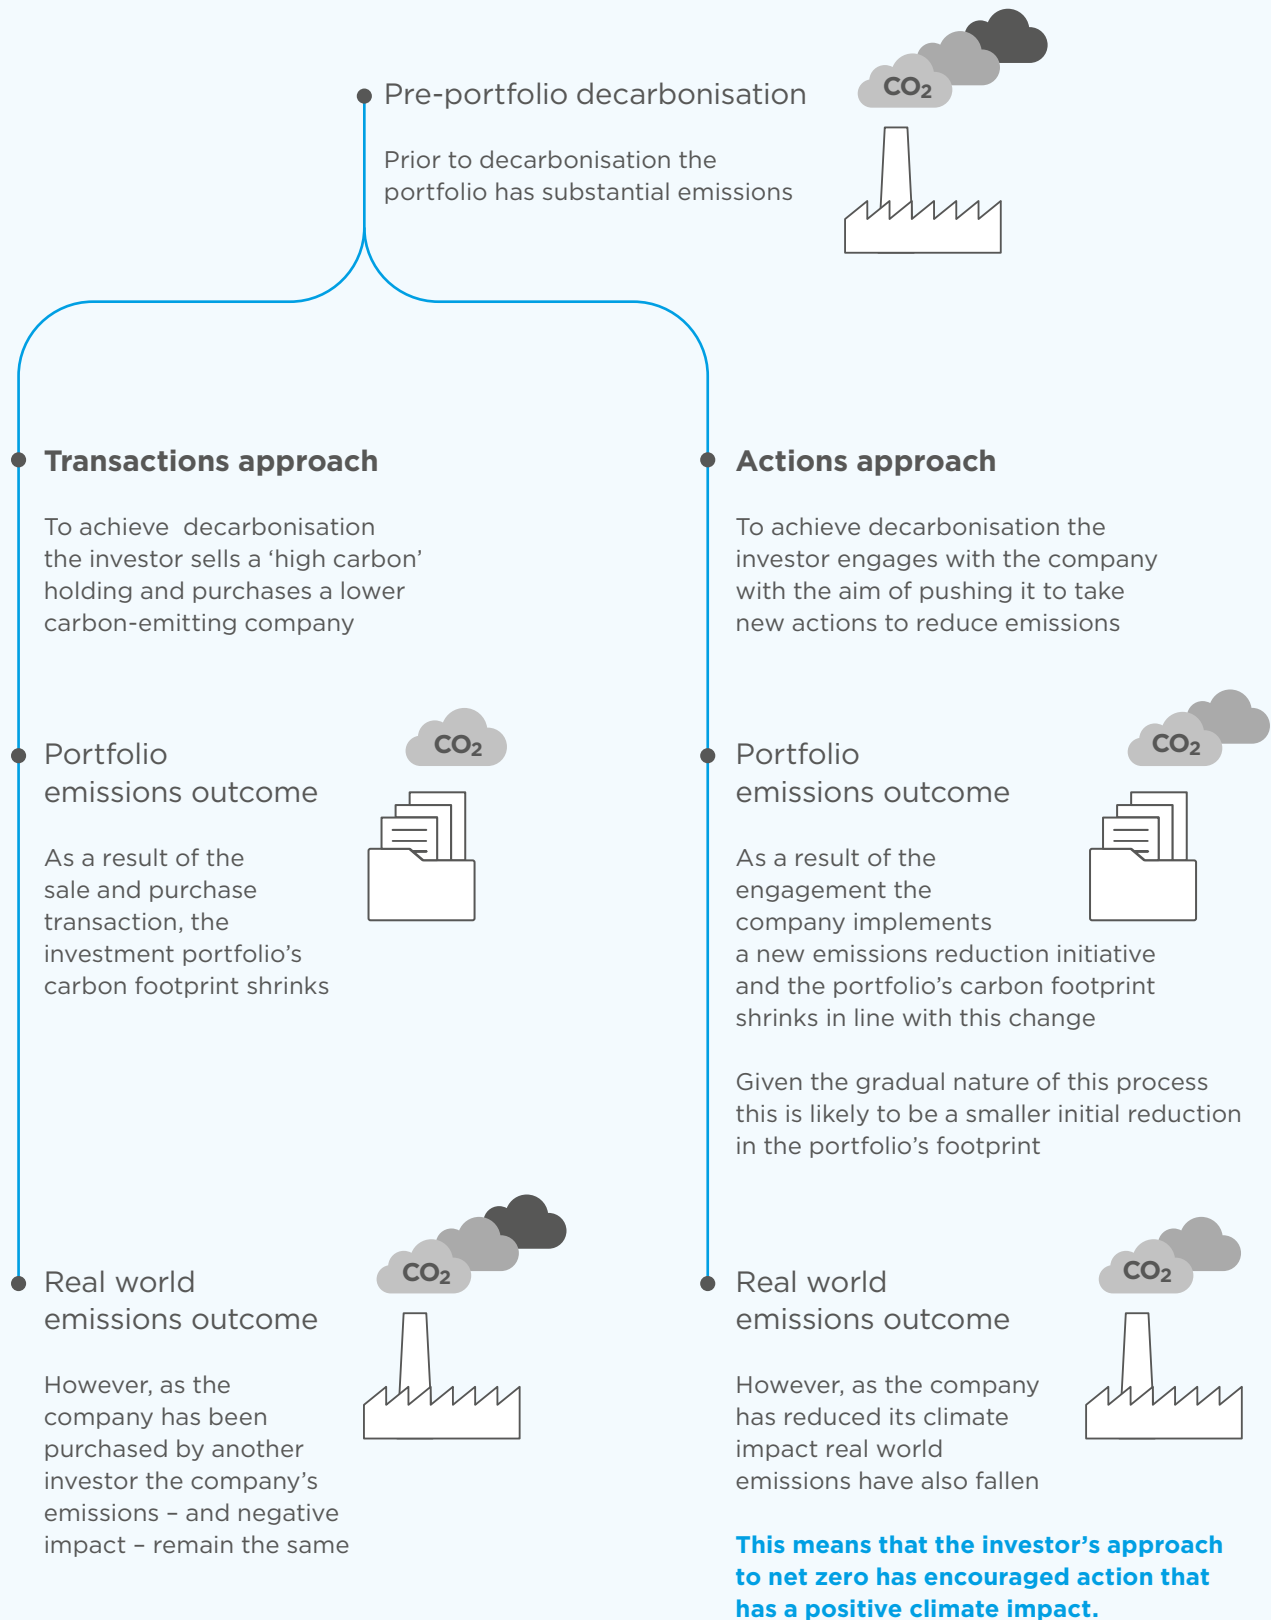 CO₂
Pre-portfolio decarbonisation
Prior to decarbonisation the
portfolio has substantial emissions
Transactions approach
To achieve  decarbonisation
the investor sells a ‘high carbon’
holding and purchases a lower
carbon-emitting company
CO₂
Portfolio
emissions outcome
As a result of the
sale and purchase
transaction, the
investment portfolio’s
carbon footprint shrinks
CO₂
Real world
emissions outcome
However, as the
company has been
purchased by another
investor the company’s
emissions – and negative
impact – remain the same
Actions approach
To achieve decarbonisation the
investor engages with the company
with the aim of pushing it to take
new actions to reduce emissions
CO₂
Portfolio
emissions outcome
As a result of the
engagement the
company implements
a new emissions reduction initiative
and the portfolio’s carbon footprint
shrinks in line with this change
Given the gradual nature of this process
this is likely to be a smaller initial reduction
in the portfolio’s footprint
CO₂
Real world
emissions outcome
However, as the company
has reduced its climate
impact real world
emissions have also fallen
This means that the investor’s approach
to net zero has encouraged action that
has a positive climate impact.